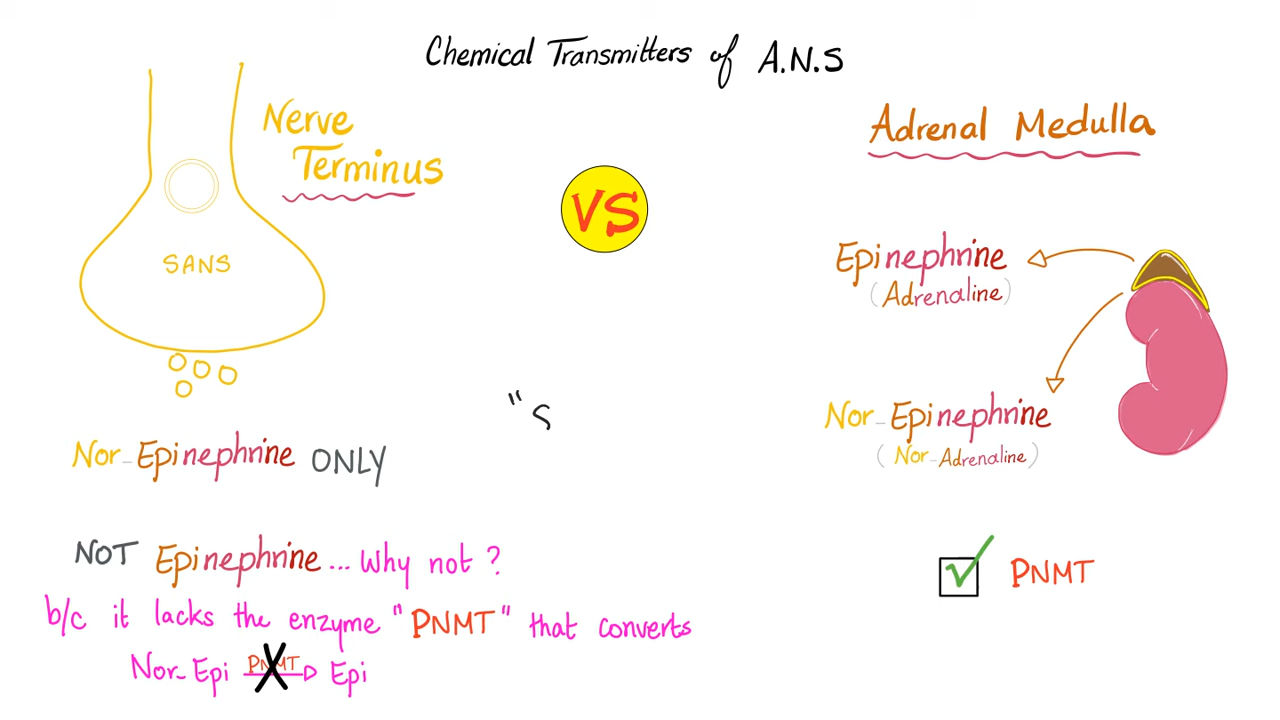 Chemical Transmitters of A.N.S
Nerve
Terminus
SANS
Nor-Epinephrine ONLY
NOT Epinephrine... Why not?
b/c it lacks the enzyme "PNMT" that converts
Nor-Epi PNMT Epi
VS
"S
Adrenal Medulla
Epinephrine
(Adrenaline)
Nor-Epinephrine
(Nor-Adrenaline)
PNMT